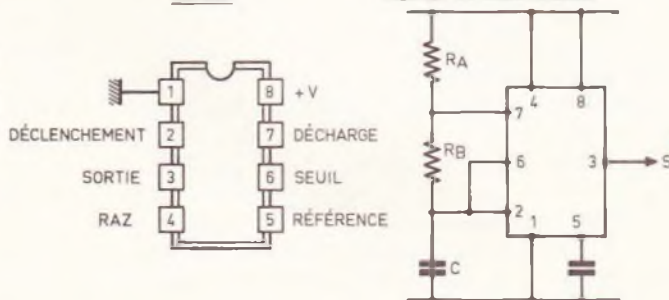 1
8
+V
DÉCLENCHEMENT
2
7
DÉCHARGE
SORTIE
3
6
SEUIL
RAZ
4
5
RÉFÉRENCE
RA
RB
C
4
8
7
6
3
S
2
1
5